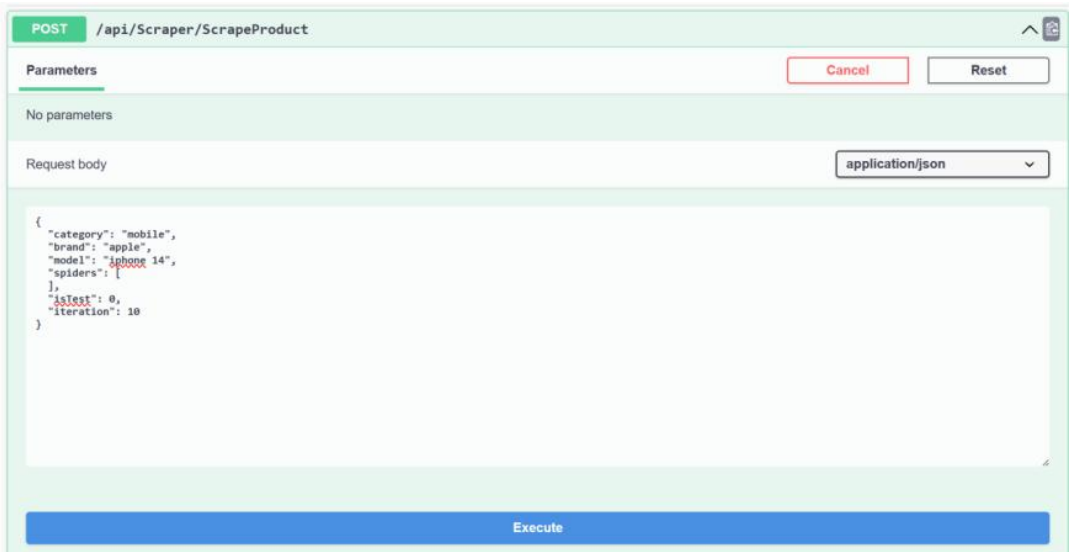 POST /api/Scraper/ScrapeProduct
Parameters
Cancel
Reset
No parameters
Request body
application/json
{
"category": "mobile",
"brand": "apple",
"model": "iphone 14",
"spiders": [
],
"isTest": 0,
"iteration": 10
}
Execute